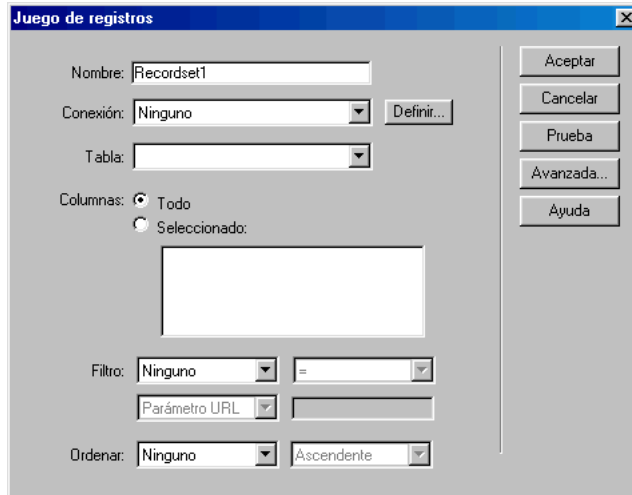 Juego de registros
Nombre: Recordset1
Aceptar
Conexión: Ninguno Definir...
Cancelar
Tabla:
Prueba
Columnas: Todo
Avanzada...
Seleccionado:
Ayuda
Filtro: Ninguno =
Parámetro URL
Ordenar: Ninguno Ascendente